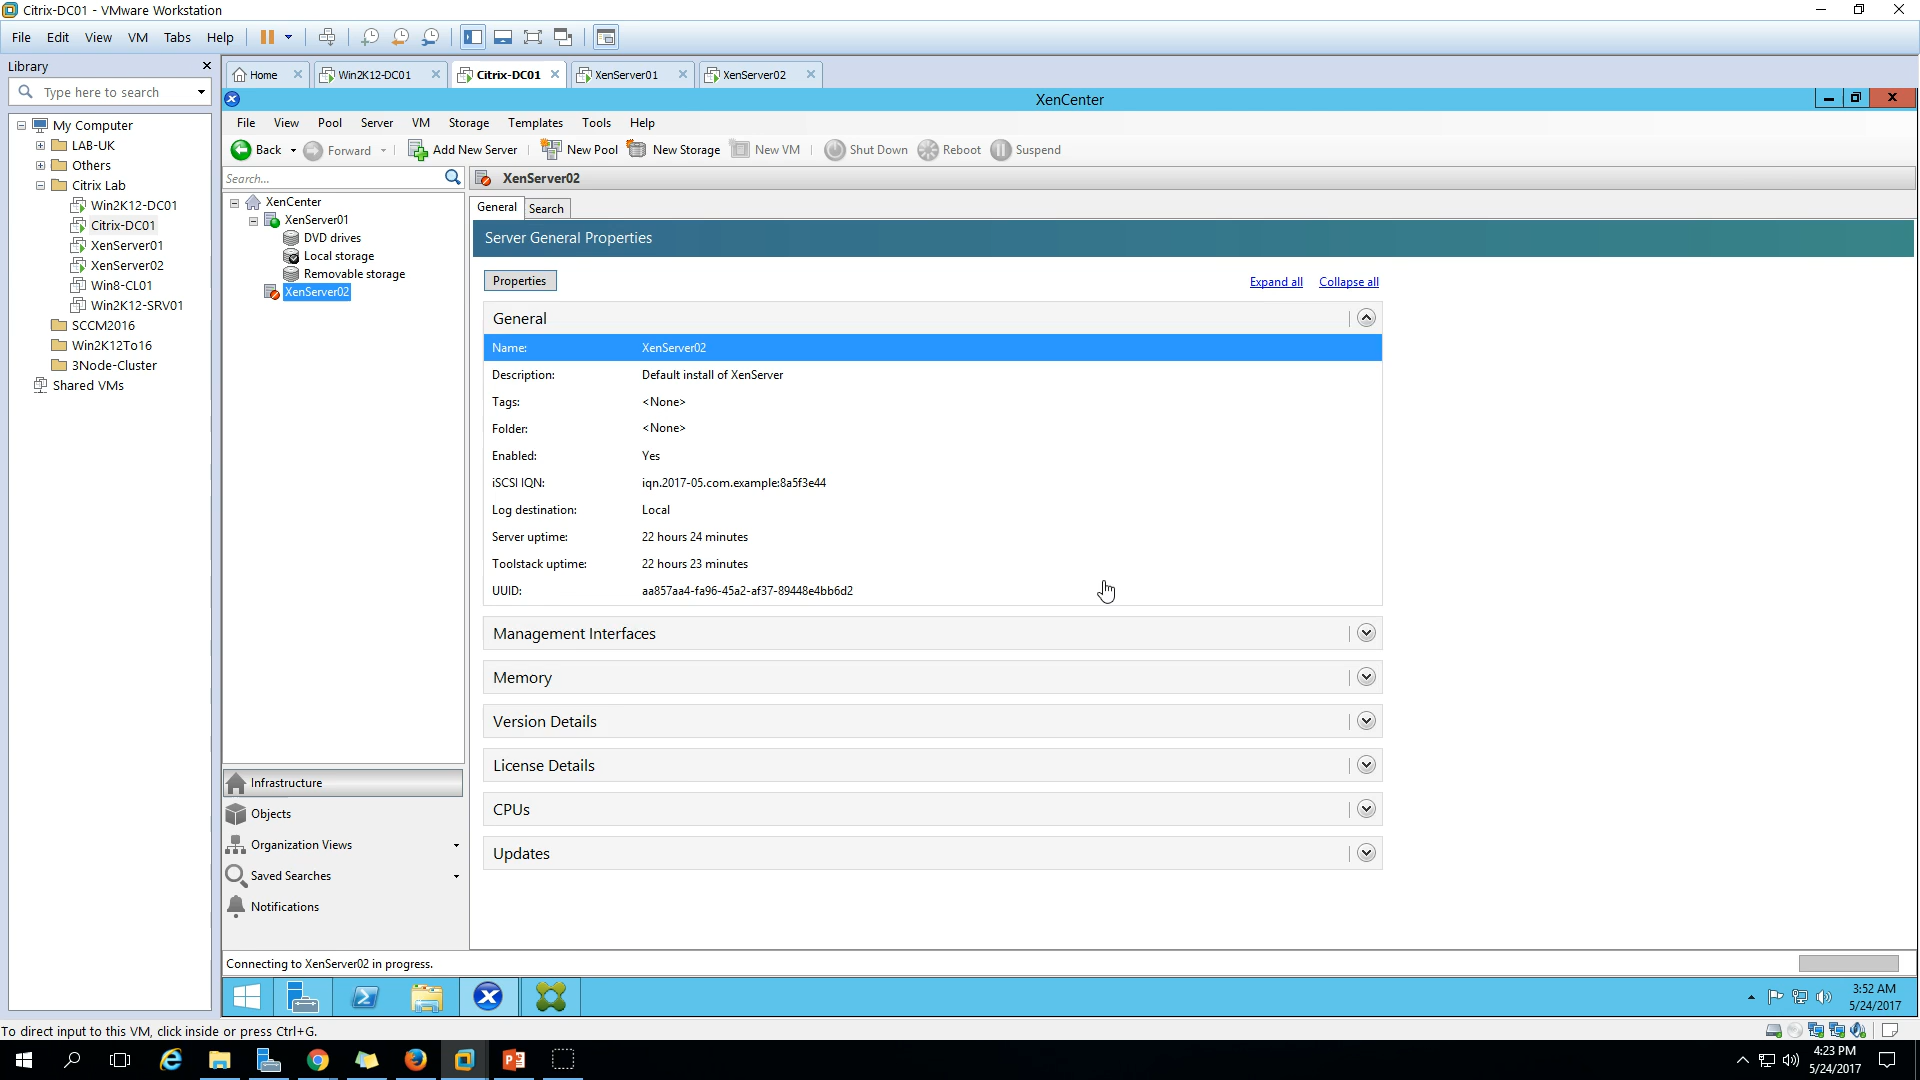 Citrix-DC01 - VMware Workstation
File Edit View VM Tabs Help
Library
Type here to search
My Computer
LAB-UK
Others
Citrix Lab
Win2K12-DC01
Citrix-DC01
XenServer01
XenServer02
Win8-CL01
Win2K12-SRV01
SCCM2016
Win2K12To16
3Node-Cluster
Shared VMs
Home Win2K12-DC01 Citrix-DC01 XenServer01 XenServer02
XenCenter
File View Pool Server VM Storage Templates Tools Help
Back Forward Add New Server New Pool New Storage New VM Shut Down Reboot Suspend
Search...
XenCenter
XenServer01
DVD drives
Local storage
Removable storage
XenServer02
Infrastructure
Objects
Organization Views
Saved Searches
Notifications
XenServer02
General Search
Server General Properties
Properties Expand all Collapse all
General
Name: XenServer02
Description: Default install of XenServer
Tags: <None>
Folder: <None>
Enabled: Yes
iSCSI IQN: iqn.2017-05.com.example:8a5f3e44
Log destination: Local
Server uptime: 22 hours 24 minutes
Toolstack uptime: 22 hours 23 minutes
UUID: aa857aa4-fa96-45a2-af37-89448e4bb6d2
Management Interfaces
Memory
Version Details
License Details
CPUs
Updates
Connecting to XenServer02 in progress.
3:52 AM
5/24/2017
To direct input to this VM, click inside or press Ctrl+G.
4:23 PM
5/24/2017